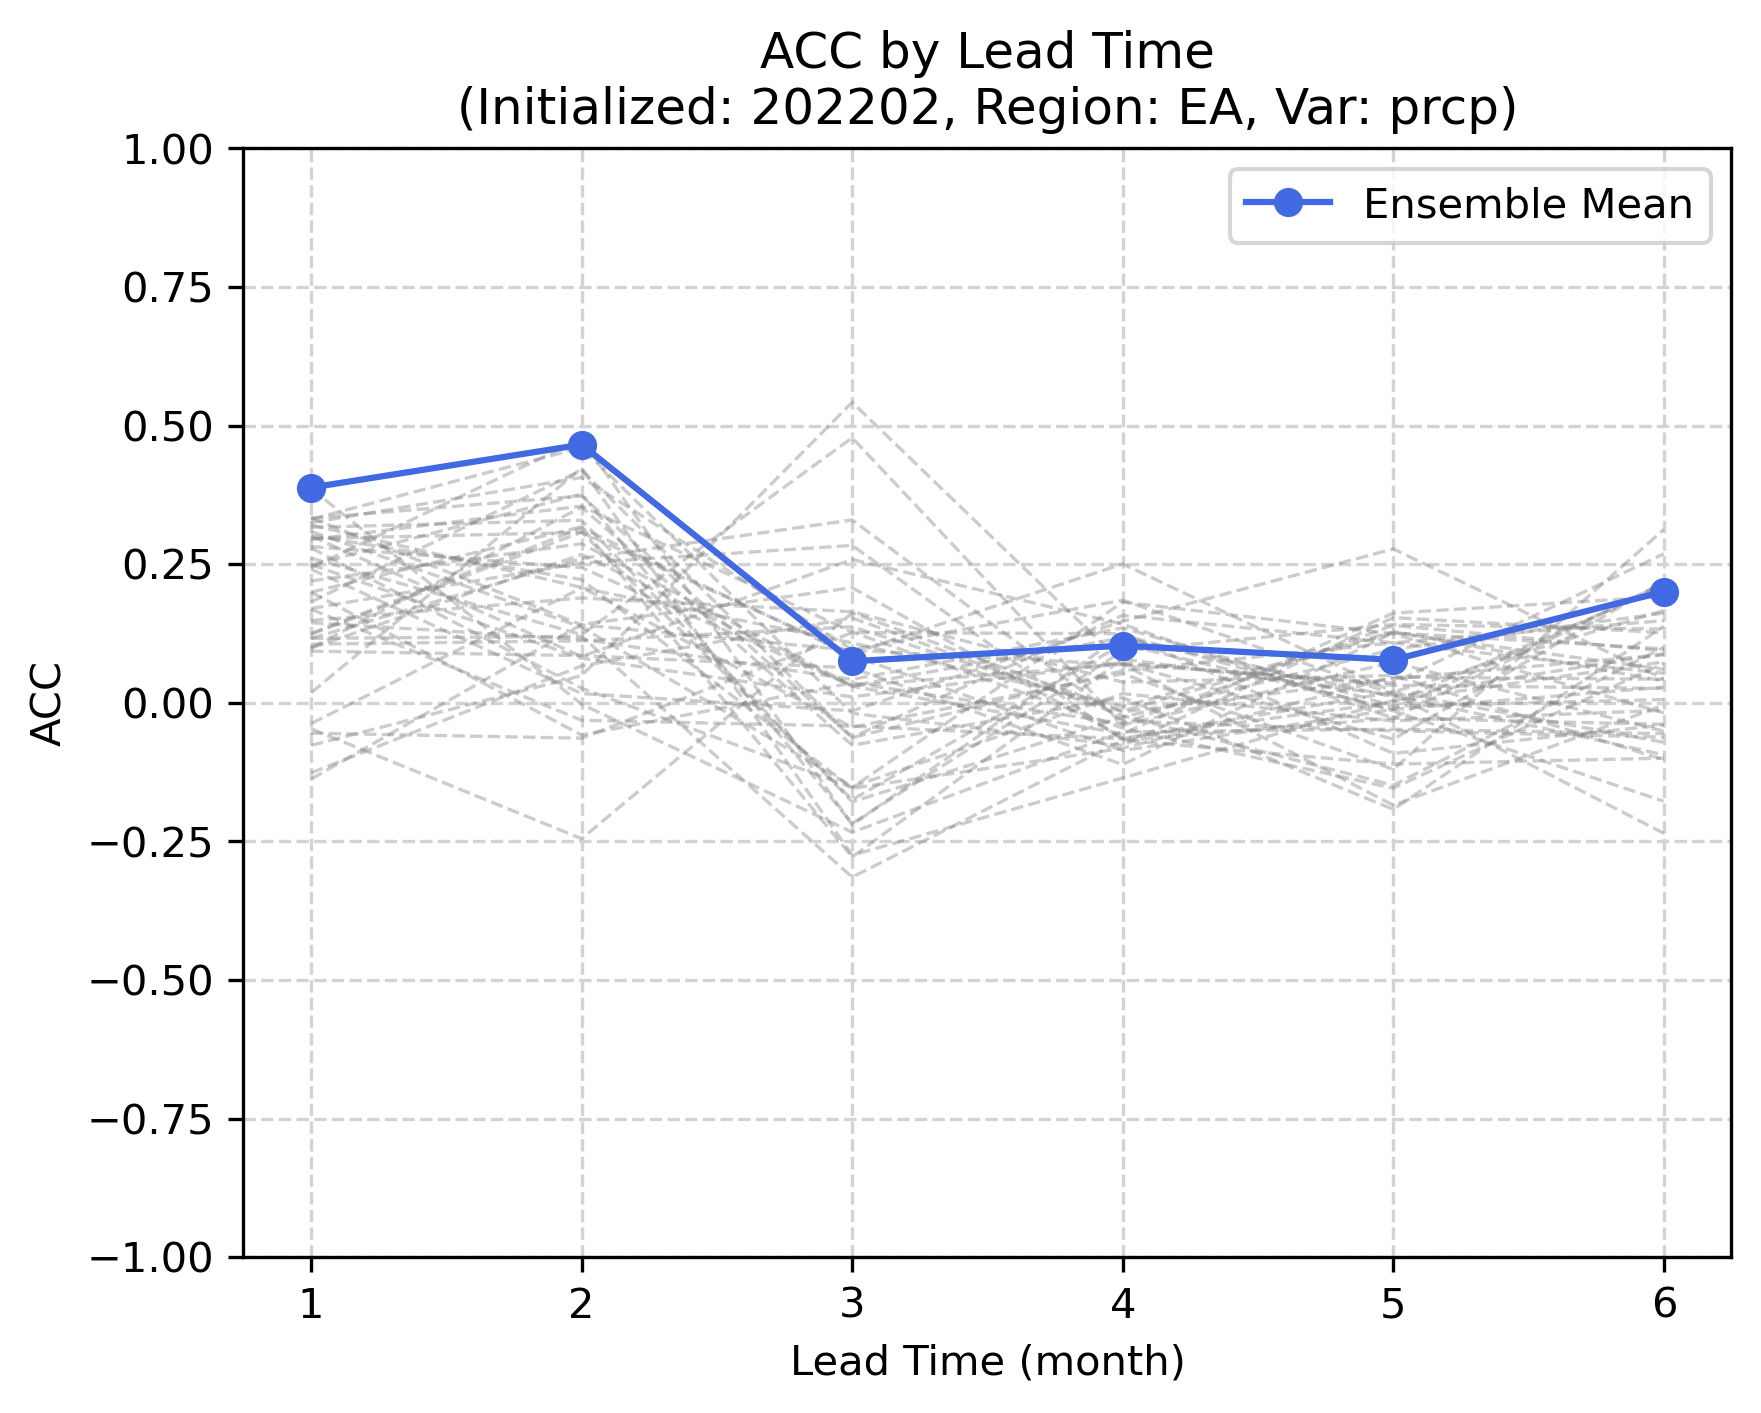 ACC by Lead Time
(Initialized: 202202, Region: EA, Var: prcp)
Ensemble Mean
1.00
0.75
0.50
0.25
0.00
−0.25
−0.50
−0.75
−1.00
ACC
1 2 3 4 5 6
Lead Time (month)